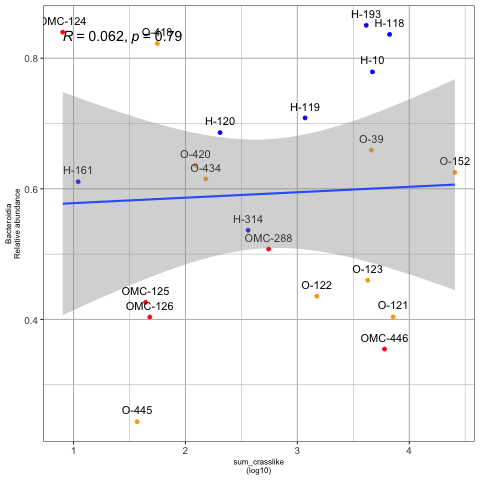 H-193
OMC-124
H-118
O-418
R = 0.062, p = 0.79
0.8
H-10
H-119
H-120
O-39
O-420
O-152
O-434
H-161
0.6
H-314
OMC-288
O-123
O-122
OMC-125
OMC-126
O-121
0.4
OMC-446
O-445
Bacteroidia
Relative abundance
1 2 3 4
sum_crasslike
(log10)